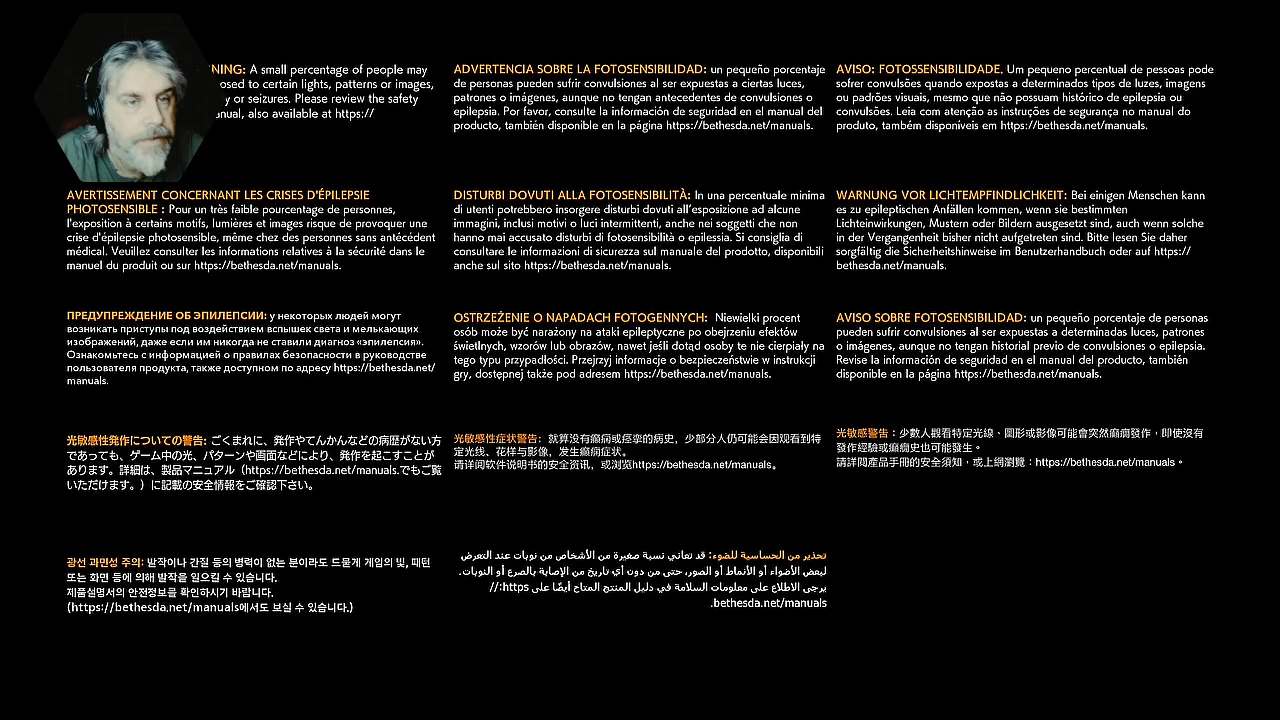 NING: A small percentage of people may
osed to certain lights, patterns or images,
y or seizures. Please review the safety
anual, also available at https://
ADVERTENCIA SOBRE LA FOTOSENSIBILIDAD: un pequeño porcentaje
de personas pueden sufrir convulsiones al ser expuestas a ciertas luces,
patrones o imágenes, aunque no tengan antecedentes de convulsiones o
epilepsia. Por favor, consulte la información de seguridad en el manual del
producto, también disponible en la página https://bethesda.net/manuals.
AVISO: FOTOSSENSIBILIDADE. Um pequeno percentual de pessoas pode
sofrer convulsões quando expostas a determinados tipos de luzes, imagens
ou padrões visuais, mesmo que não possuam histórico de epilepsia ou
convulsões. Leia com atenção as instruções de segurança no manual do
produto, também disponíveis em https://bethesda.net/manuals.
AVERTISSEMENT CONCERNANT LES CRISES D'ÉPILEPSIE
PHOTOSENSIBLE : Pour un très faible pourcentage de personnes,
l'exposition à certains motifs, lumières et images risque de provoquer une
crise d'épilepsie photosensible, même chez des personnes sans antécédent
médical. Veuillez consulter les informations relatives à la sécurité dans le
manuel du produit ou sur https://bethesda.net/manuals.
DISTURBI DOVUTI ALLA FOTOSENSIBILITÀ: In una percentuale minima
di utenti potrebbero insorgere disturbi dovuti all'esposizione ad alcune
immagini, inclusi motivi o luci intermittenti, anche nei soggetti che non
hanno mai accusato disturbi di fotosensibilità o epilessia. Si consiglia di
consultare le informazioni di sicurezza sul manuale del prodotto, disponibili
anche sul sito https://bethesda.net/manuals.
WARNUNG VOR LICHTEMPFINDLICHKEIT: Bei einigen Menschen kann
es zu epileptischen Anfällen kommen, wenn sie bestimmten
Lichteinwirkungen, Mustern oder Bildern ausgesetzt sind, auch wenn solche
in der Vergangenheit bisher nicht aufgetreten sind. Bitte lesen Sie daher
sorgfältig die Sicherheitshinweise im Benutzerhandbuch oder auf https://
bethesda.net/manuals.
ПРЕДУПРЕЖДЕНИЕ ОБ ЭПИЛЕПСИИ: у некоторых людей могут
возникать приступы под воздействием вспышек света и мелькающих
изображений, даже если им никогда не ставили диагноз «эпилепсия».
Ознакомьтесь с информацией о правилах безопасности в руководстве
пользователя продукта, также доступном по адресу https://bethesda.net/
manuals.
OSTRZEŻENIE O NAPADACH FOTOGENNYCH: Niewielki procent
osób może być narażony na ataki epileptyczne po obejrzeniu efektów
świetlnych, wzorów lub obrazów, nawet jeśli dotąd osoby te nie cierpiały na
tego typu przypadłości. Przejrzyj informacje o bezpieczeństwie w instrukcji
gry, dostępnej także pod adresem https://bethesda.net/manuals.
AVISO SOBRE FOTOSENSIBILIDAD: un pequeño porcentaje de personas
pueden sufrir convulsiones al ser expuestas a determinadas luces, patrones
o imágenes, aunque no tengan historial previo de convulsiones o epilepsia.
Revise la información de seguridad en el manual del producto, también
disponible en la página https://bethesda.net/manuals.
光敏感性発作についての警告: ごくまれに、発作やてんかんなどの病歴がない方
であっても、ゲーム中の光、パターンや画面などにより、発作を起こすことが
あります。詳細は、製品マニュアル（https://bethesda.net/manuals.でもご覧
いただけます。）に記載の安全情報をご確認下さい。
光敏感性症状警告：就算没有癫痫或痉挛的病史，少部分人仍可能会因观看到特
定光线、花样与影像，发生癫痫症状。
请详阅软件说明书的安全资讯，或浏览https://bethesda.net/manuals。
光敏感警告：少數人觀看特定光線、圖形或影像可能會突然癲癇發作，即使沒有
發作經驗或癲癇史也可能發生。
請詳閱產品手冊的安全須知，或上網瀏覽：https://bethesda.net/manuals。
광선 과민성 주의: 발작이나 간질 등의 병력이 없는 분이라도 드물게 게임의 빛, 패턴
또는 화면 등에 의해 발작을 일으킬 수 있습니다.
제품설명서의 안전정보를 확인하시기 바랍니다.
(https://bethesda.net/manuals에서도 보실 수 있습니다.)
تحذير من الحساسية للضوء: قد تعاني نسبة صغيرة من الأشخاص من نوبات عند التعرض
لبعض الأضواء أو الأنماط أو الصور، حتى من دون أي تاريخ من الإصابة بالصرع أو النوبات.
يرجى الاطلاع على معلومات السلامة في دليل المنتج المتاح أيضًا على https://
bethesda.net/manuals.